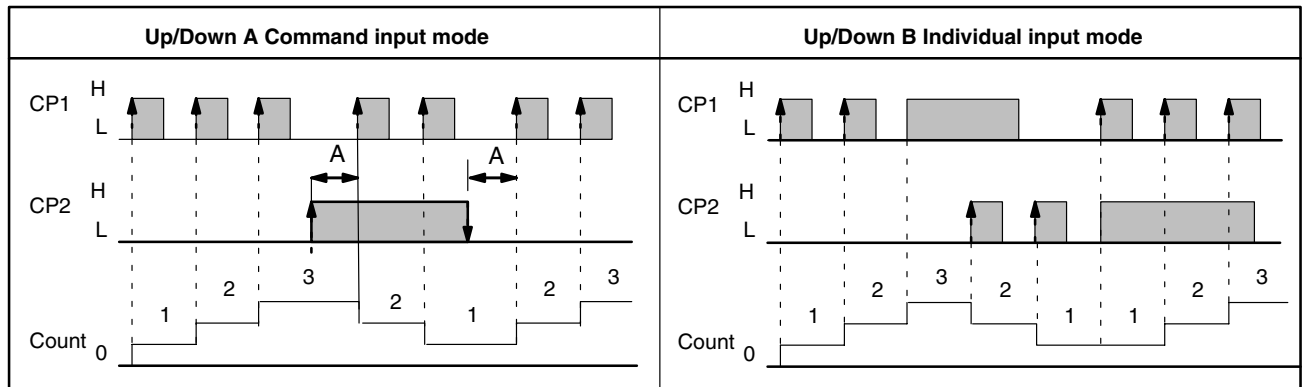 Up/Down A Command input mode
Up/Down B Individual input mode
CP1 H L
A A
CP2 H L
1 2 3 2 1 2 3
Count 0
CP1 H L
CP2 H L
1 2 3 2 1 1 2 3
Count 0